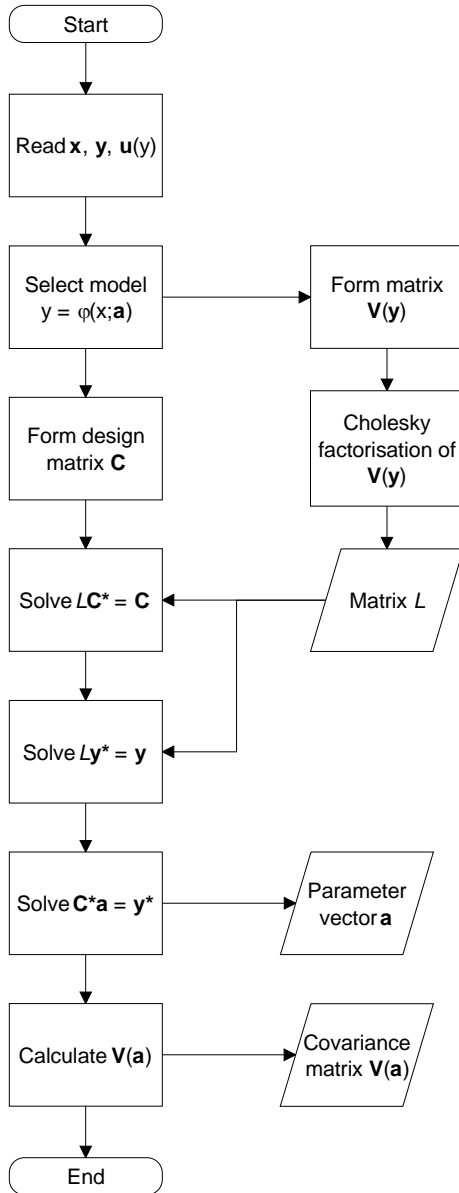 Start
Read x, y, u(y)
Select model
y = φ(x;a)
Form matrix
V(y)
Form design
matrix C
Cholesky
factorisation of
V(y)
Solve LC* = C
Matrix L
Solve Ly* = y
Solve C*a = y*
Parameter
vector a
Calculate V(a)
Covariance
matrix V(a)
End